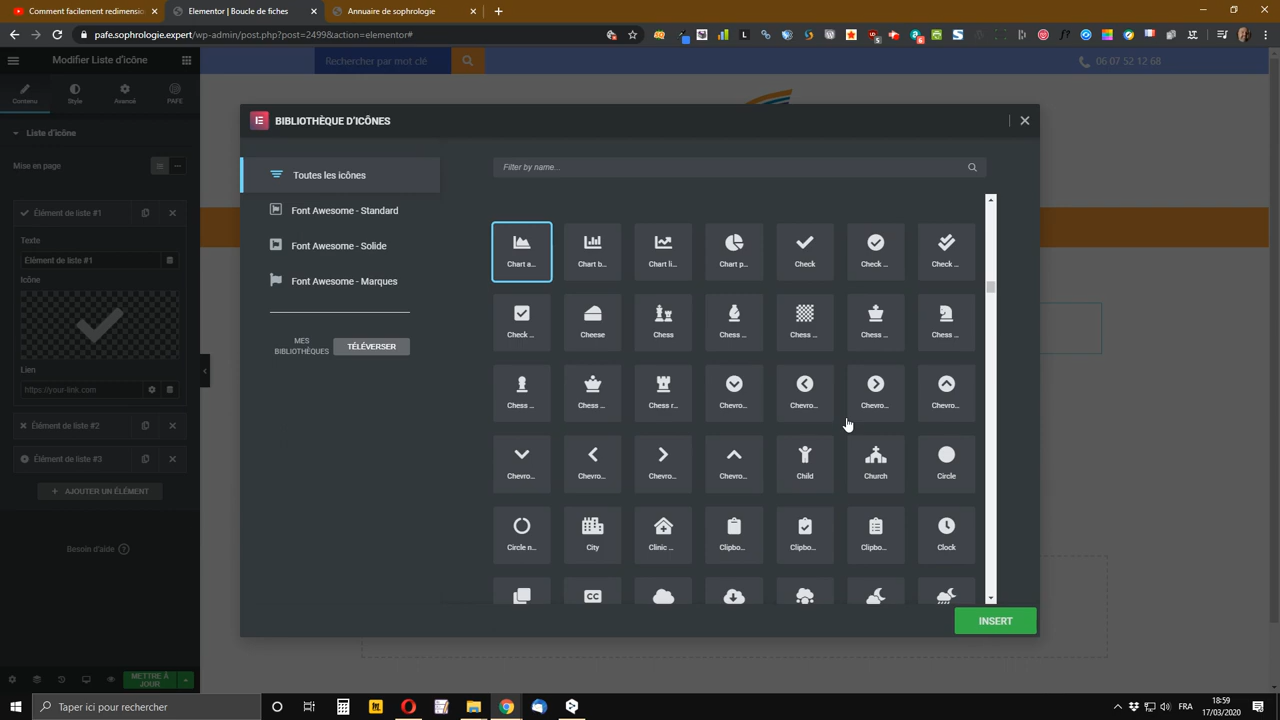 Comment facilement redimension
Elementor | Boucle de fiches
Annuaire de sophrologie
pafe.sophrologie.expert/wp-admin/post.php?post=2499&action=elementor#
Modifier Liste d'icône
Rechercher par mot clé
06 07 52 12 68
Contenu
Style
Avancé
PAFE
BIBLIOTHÈQUE D'ICÔNES
Liste d'icône
Mise en page
Toutes les icônes
Filter by name...
Font Awesome - Standard
Font Awesome - Solide
Font Awesome - Marques
MES BIBLIOTHÈQUES
TÉLÉVERSER
Élément de liste #1
Texte
Elément de liste #1
Icône
Lien
https://your-link.com
Élément de liste #2
Élément de liste #3
AJOUTER UN ÉLÉMENT
Besoin d'aide
Chart a... Chart b... Chart li... Chart p... Check Check ... Check ...
Check ... Cheese Chess Chess ... Chess ... Chess ... Chess ...
Chess ... Chess ... Chess r... Chevro... Chevro... Chevro... Chevro...
Chevro... Chevro... Chevro... Chevro... Child Church Circle
Circle n... City Clinic ... Clipbo... Clipbo... Clipbo... Clock
INSERT
METTRE À JOUR
Taper ici pour rechercher
FRA
18:59
17/03/2020